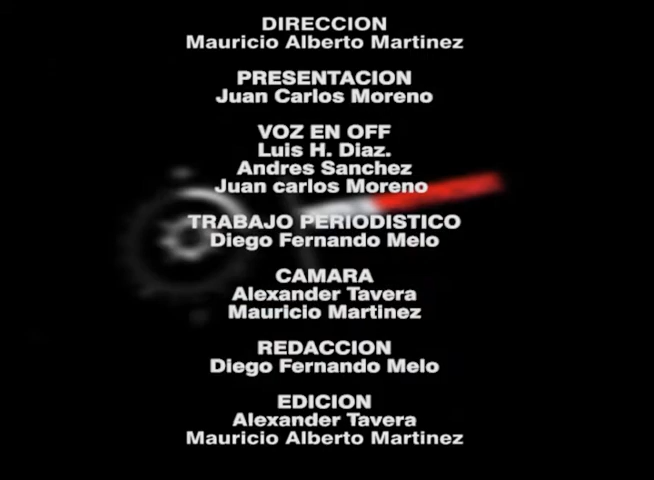 DIRECCION
Mauricio Alberto Martinez
PRESENTACION
Juan Carlos Moreno
VOZ EN OFF
Luis H. Diaz.
Andres Sanchez
Juan carlos Moreno
TRABAJO PERIODISTICO
Diego Fernando Melo
CAMARA
Alexander Tavera
Mauricio Martinez
REDACCION
Diego Fernando Melo
EDICION
Alexander Tavera
Mauricio Alberto Martinez